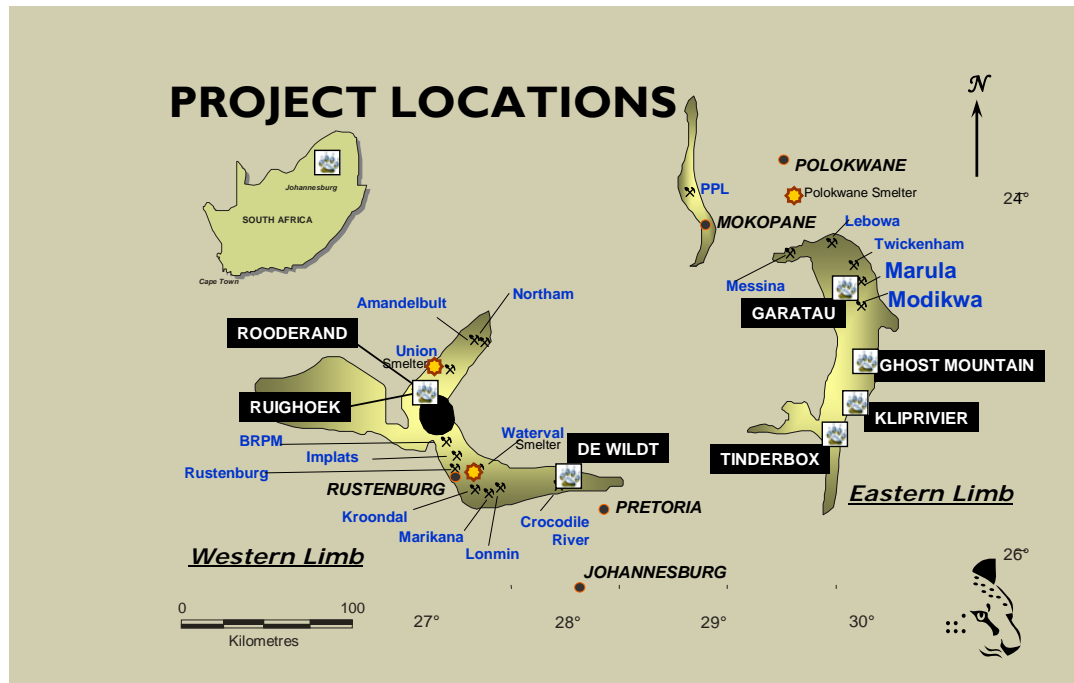 PROJECT LOCATIONS
N
Johannesburg
SOUTH AFRICA
Cape Town
POLOKWANE
Polokwane Smelter
24°
PPL
MOKOPANE
Lebowa
Twickenham
Messina
Marula
Modikwa
GARATAU
Northam
Amandelbult
ROODERAND
Union
Smelter
GHOST MOUNTAIN
RUIGHOEK
KLIPRIVIER
BRPM
Waterval
Smelter
DE WILDT
Implats
TINDERBOX
Rustenburg
RUSTENBURG
Eastern Limb
Kroondal
PRETORIA
Crocodile
River
Marikana
Lonmin
Western Limb
26°
JOHANNESBURG
0 100
Kilometres
27° 28° 29° 30°